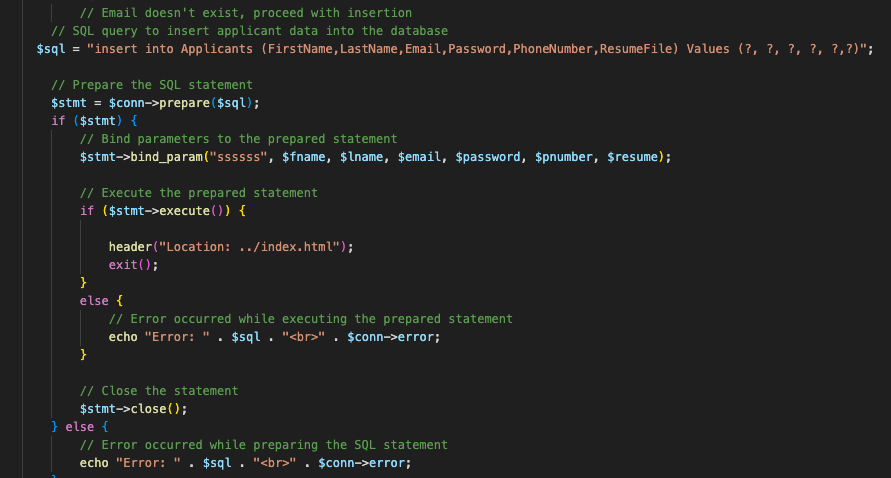 // Email doesn't exist, proceed with insertion
// SQL query to insert applicant data into the database
$sql = "insert into Applicants (FirstName,LastName,Email,Password,PhoneNumber,ResumeFile) Values (?, ?, ?, ?, ?,?)";
// Prepare the SQL statement
$stmt = $conn->prepare($sql);
if ($stmt) {
// Bind parameters to the prepared statement
$stmt->bind_param("ssssss", $fname, $lname, $email, $password, $pnumber, $resume);
// Execute the prepared statement
if ($stmt->execute()) {
header("Location: ../index.html");
exit();
}
else {
// Error occurred while executing the prepared statement
echo "Error: " . $sql . "<br>" . $conn->error;
}
// Close the statement
$stmt->close();
} else {
// Error occurred while preparing the SQL statement
echo "Error: " . $sql . "<br>" . $conn->error;